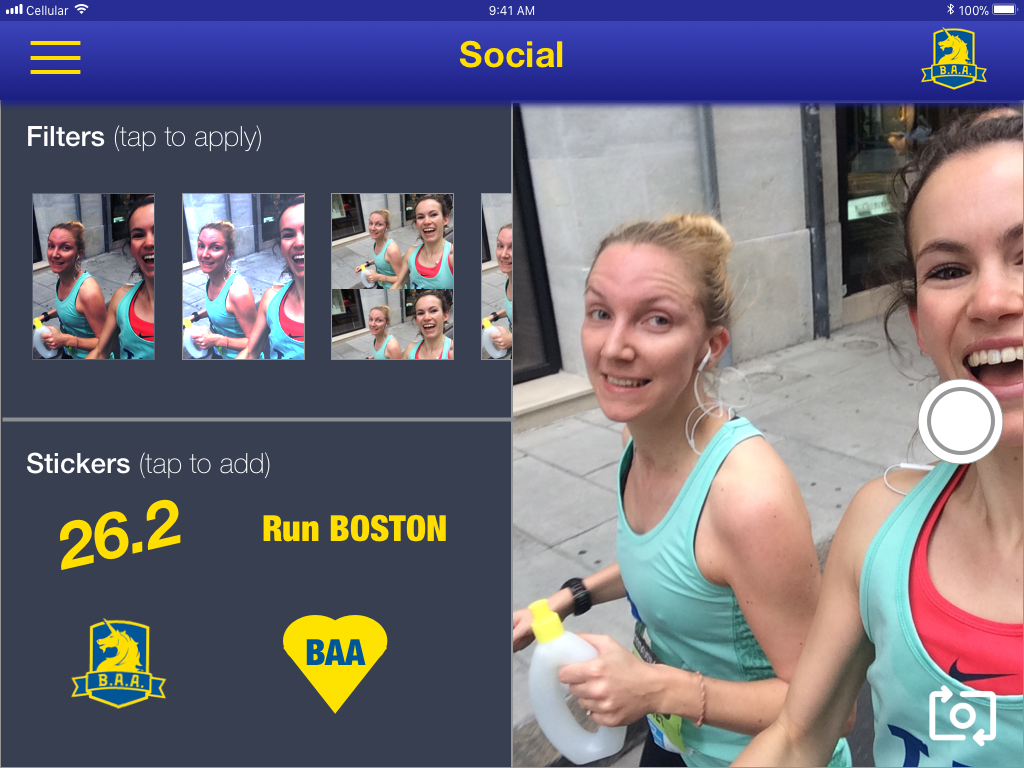 Cellular 9:41 AM 100%
Social
B.A.A.
Filters (tap to apply)
Stickers (tap to add)
26.2
Run BOSTON
B.A.A.
BAA